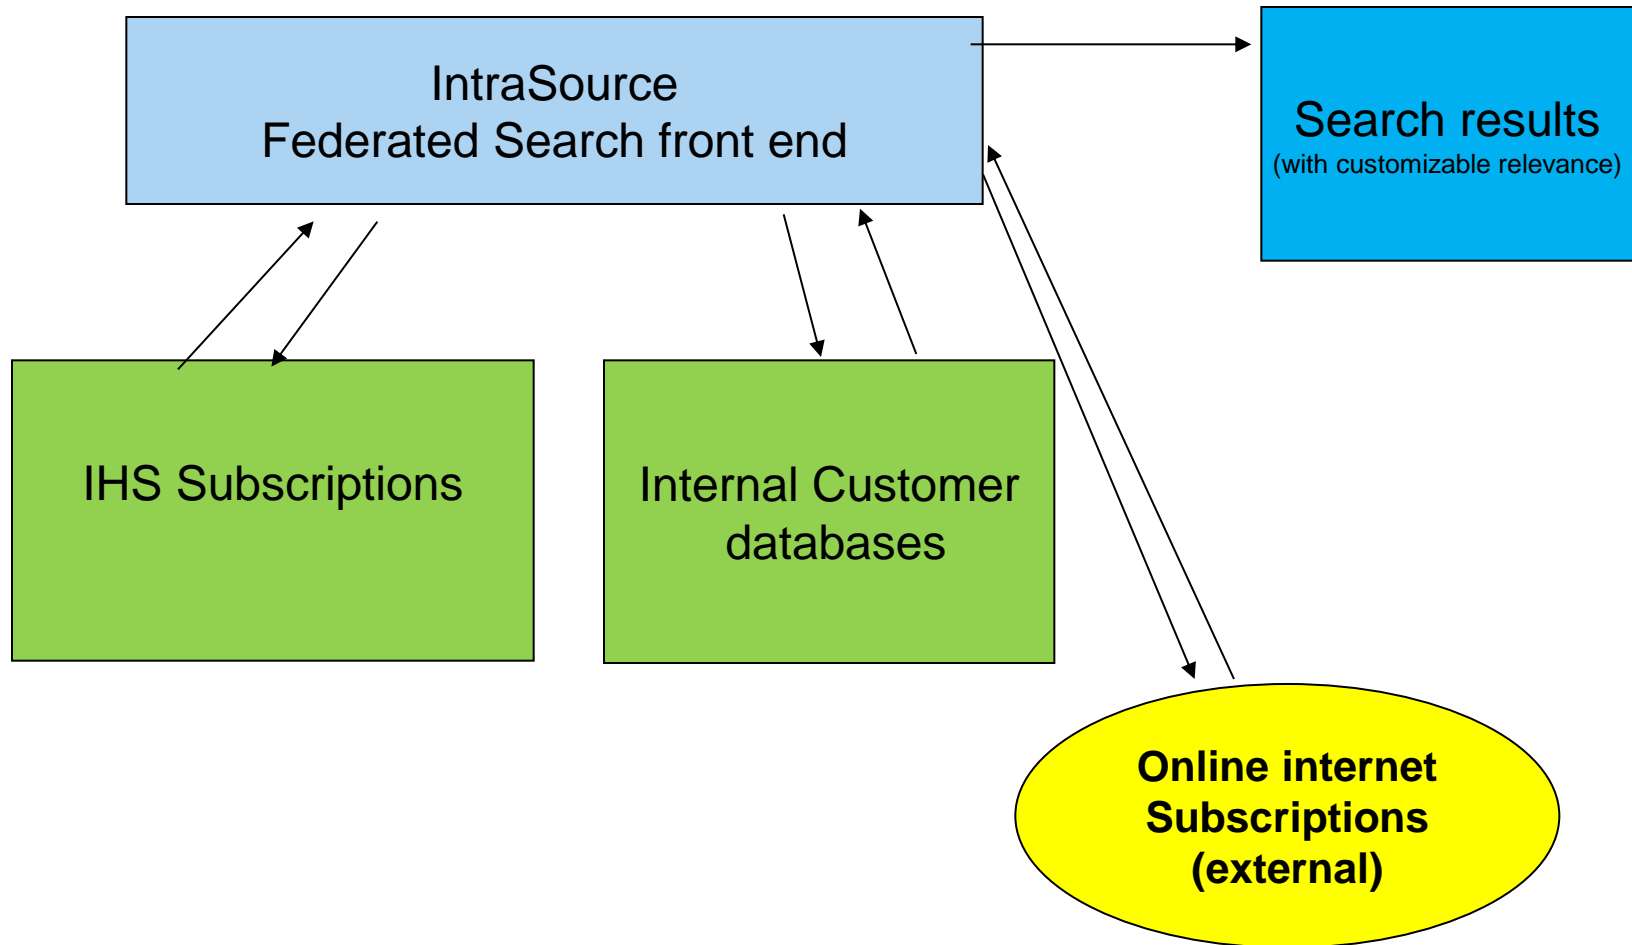 IntraSource
Federated Search front end
Search results
(with customizable relevance)
IHS Subscriptions
Internal Customer
databases
Online internet
Subscriptions
(external)